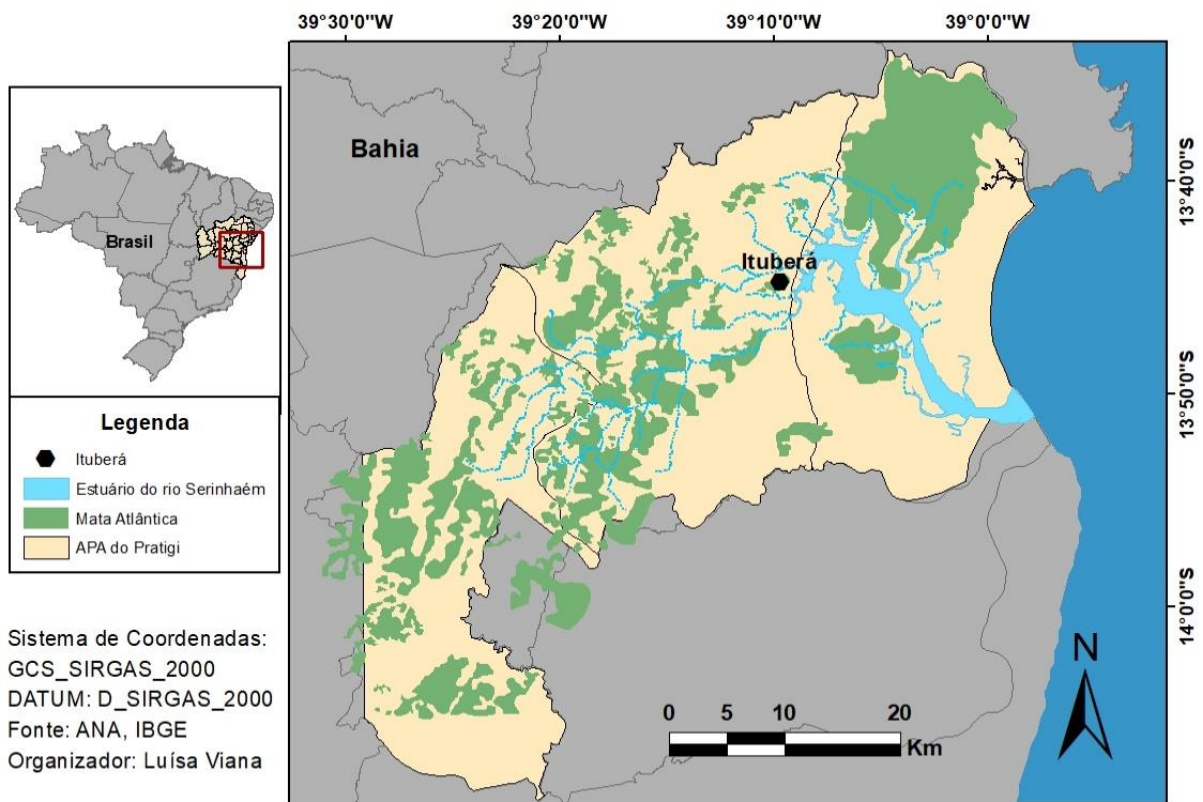 39°30'0"W 39°20'0"W 39°10'0"W 39°0'0"W
Bahia
Brasil
Ituberá
13°40'0"S
13°50'0"S
14°0'0"S
Legenda
Ituberá
Estuário do rio Serinhaém
Mata Atlântica
APA do Pratigi
Sistema de Coordenadas:
GCS_SIRGAS_2000
DATUM: D_SIRGAS_2000
Fonte: ANA, IBGE
Organizador: Luísa Viana
N
0 5 10 20
Km